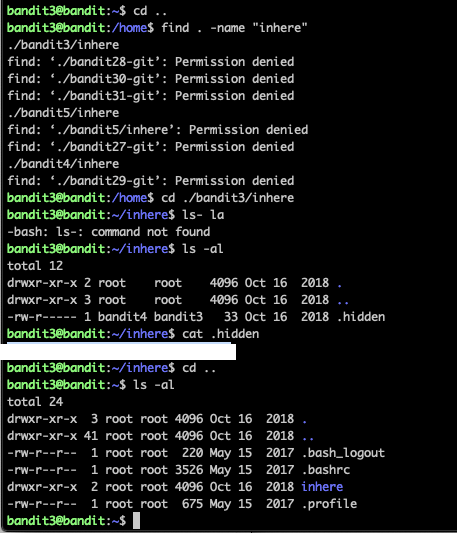 bandit3@bandit:~$ cd ..
bandit3@bandit:/home$ find . -name "inhere"
./bandit3/inhere
find: ‘./bandit28-git’: Permission denied
find: ‘./bandit30-git’: Permission denied
find: ‘./bandit31-git’: Permission denied
./bandit5/inhere
find: ‘./bandit5/inhere’: Permission denied
find: ‘./bandit27-git’: Permission denied
./bandit4/inhere
find: ‘./bandit29-git’: Permission denied
bandit3@bandit:/home$ cd ./bandit3/inhere
bandit3@bandit:~/inhere$ ls- la
-bash: ls-: command not found
bandit3@bandit:~/inhere$ ls -al
total 12
drwxr-xr-x 2 root    root    4096 Oct 16  2018 .
drwxr-xr-x 3 root    root    4096 Oct 16  2018 ..
-rw-r----- 1 bandit4 bandit3   33 Oct 16  2018 .hidden
bandit3@bandit:~/inhere$ cat .hidden
bandit3@bandit:~/inhere$ cd ..
bandit3@bandit:~$ ls -al
total 24
drwxr-xr-x  3 root root 4096 Oct 16  2018 .
drwxr-xr-x 41 root root 4096 Oct 16  2018 ..
-rw-r--r--  1 root root  220 May 15  2017 .bash_logout
-rw-r--r--  1 root root 3526 May 15  2017 .bashrc
drwxr-xr-x  2 root root 4096 Oct 16  2018 inhere
-rw-r--r--  1 root root  675 May 15  2017 .profile
bandit3@bandit:~$